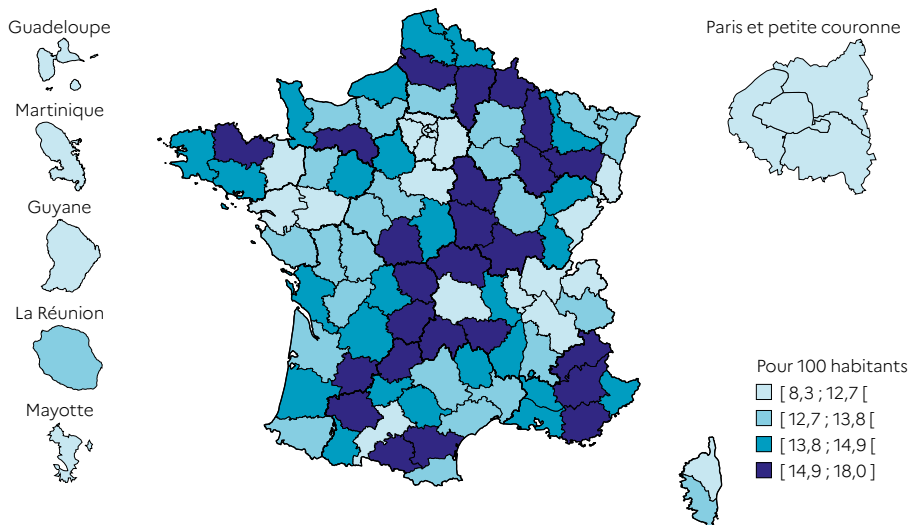 Guadeloupe
Martinique
Guyane
La Réunion
Mayotte
Paris et petite couronne
Pour 100 habitants
[ 8,3 ; 12,7 [
[ 12,7 ; 13,8 [
[ 13,8 ; 14,9 [
[ 14,9 ; 18,0 ]